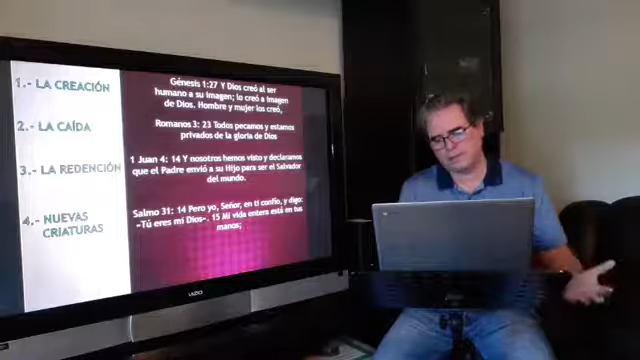 1.- LA CREACIÓN
Génesis 1:27 Y Dios creó al ser
humano a su imagen; lo creó a imagen
de Dios. Hombre y mujer los creó,
2.- LA CAÍDA
Romanos 3: 23 Todos pecamos y estamos
privados de la gloria de Dios
3.- LA REDENCIÓN
1 Juan 4: 14 Y nosotros hemos visto y declaramos
que el Padre envió a su Hijo para ser el Salvador
del mundo.
4.- NUEVAS
CRIATURAS
Salmo 31: 14 Pero yo, Señor, en ti confío, y digo:
«Tú eres mi Dios». 15 Mi vida entera está en tus
manos;
VIZIO